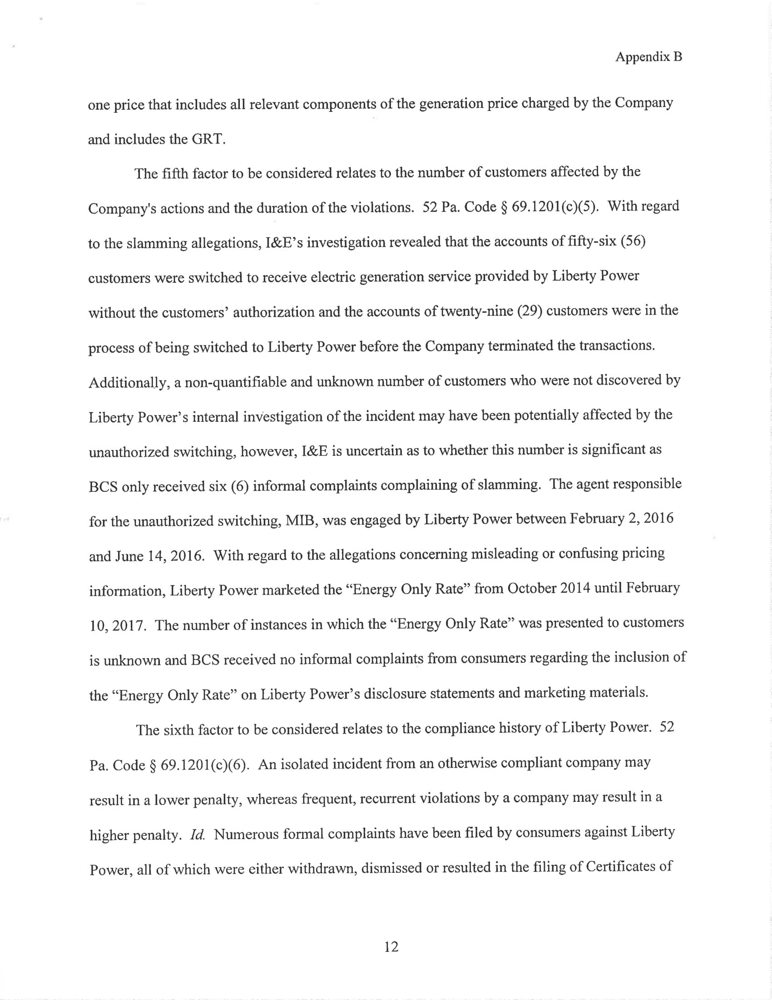 Appendix B
one price that includes all relevant components of the generation price charged by the Company
and includes the GRT.
The fifth factor to be considered relates to the number of customers affected by the
Company's actions and the duration of the violations. 52 Pa. Code § 69.1201(c)(5). With regard
to the slamming allegations, I&E’s investigation revealed that the accounts of fifty-six (56)
customers were switched to receive electric generation service provided by Liberty Power
without the customers’ authorization and the accounts of twenty-nine (29) customers were in the
process of being switched to Liberty Power before the Company terminated the transactions.
Additionally, a non-quantifiable and unknown number of customers who were not discovered by
Liberty Power’s internal investigation of the incident may have been potentially affected by the
unauthorized switching, however, I&E is uncertain as to whether this number is significant as
BCS only received six (6) informal complaints complaining of slamming. The agent responsible
for the unauthorized switching, MIB, was engaged by Liberty Power between February 2, 2016
and June 14, 2016. With regard to the allegations concerning misleading or confusing pricing
information, Liberty Power marketed the “Energy Only Rate” from October 2014 until February
10, 2017. The number of instances in which the “Energy Only Rate” was presented to customers
is unknown and BCS received no informal complaints from consumers regarding the inclusion of
the “Energy Only Rate” on Liberty Power’s disclosure statements and marketing materials.
The sixth factor to be considered relates to the compliance history of Liberty Power. 52
Pa. Code § 69.1201(c)(6). An isolated incident from an otherwise compliant company may
result in a lower penalty, whereas frequent, recurrent violations by a company may result in a
higher penalty. Id. Numerous formal complaints have been filed by consumers against Liberty
Power, all of which were either withdrawn, dismissed or resulted in the filing of Certificates of
12